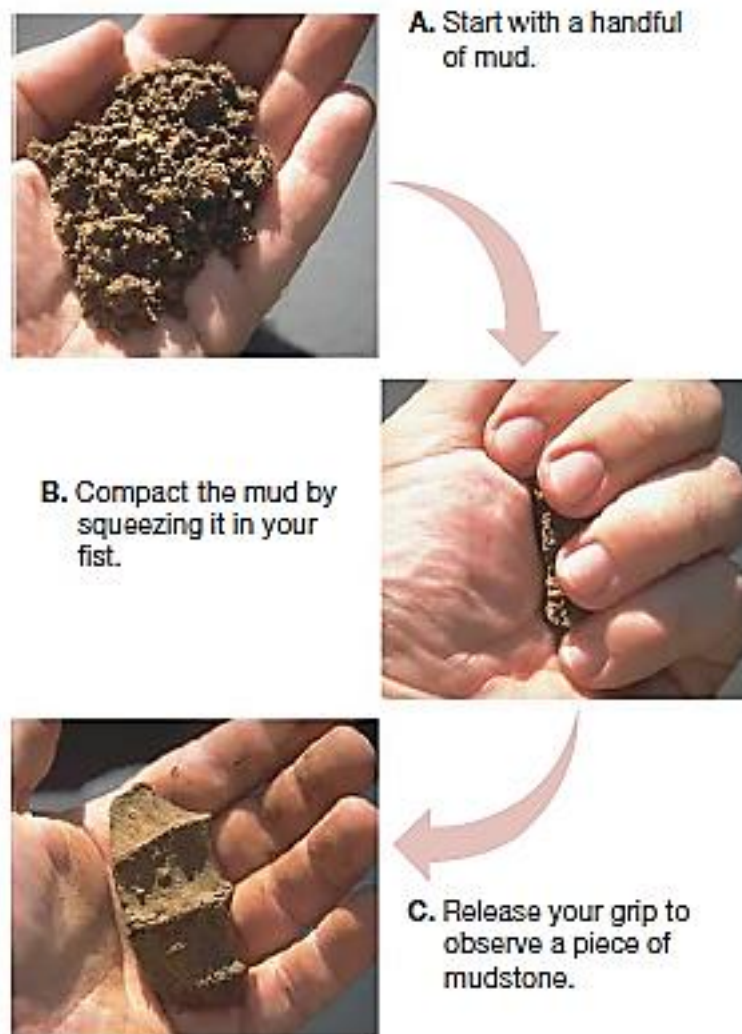 A. Start with a handful
of mud.
B. Compact the mud by
squeezing it in your
fist.
C. Release your grip to
observe a piece of
mudstone.